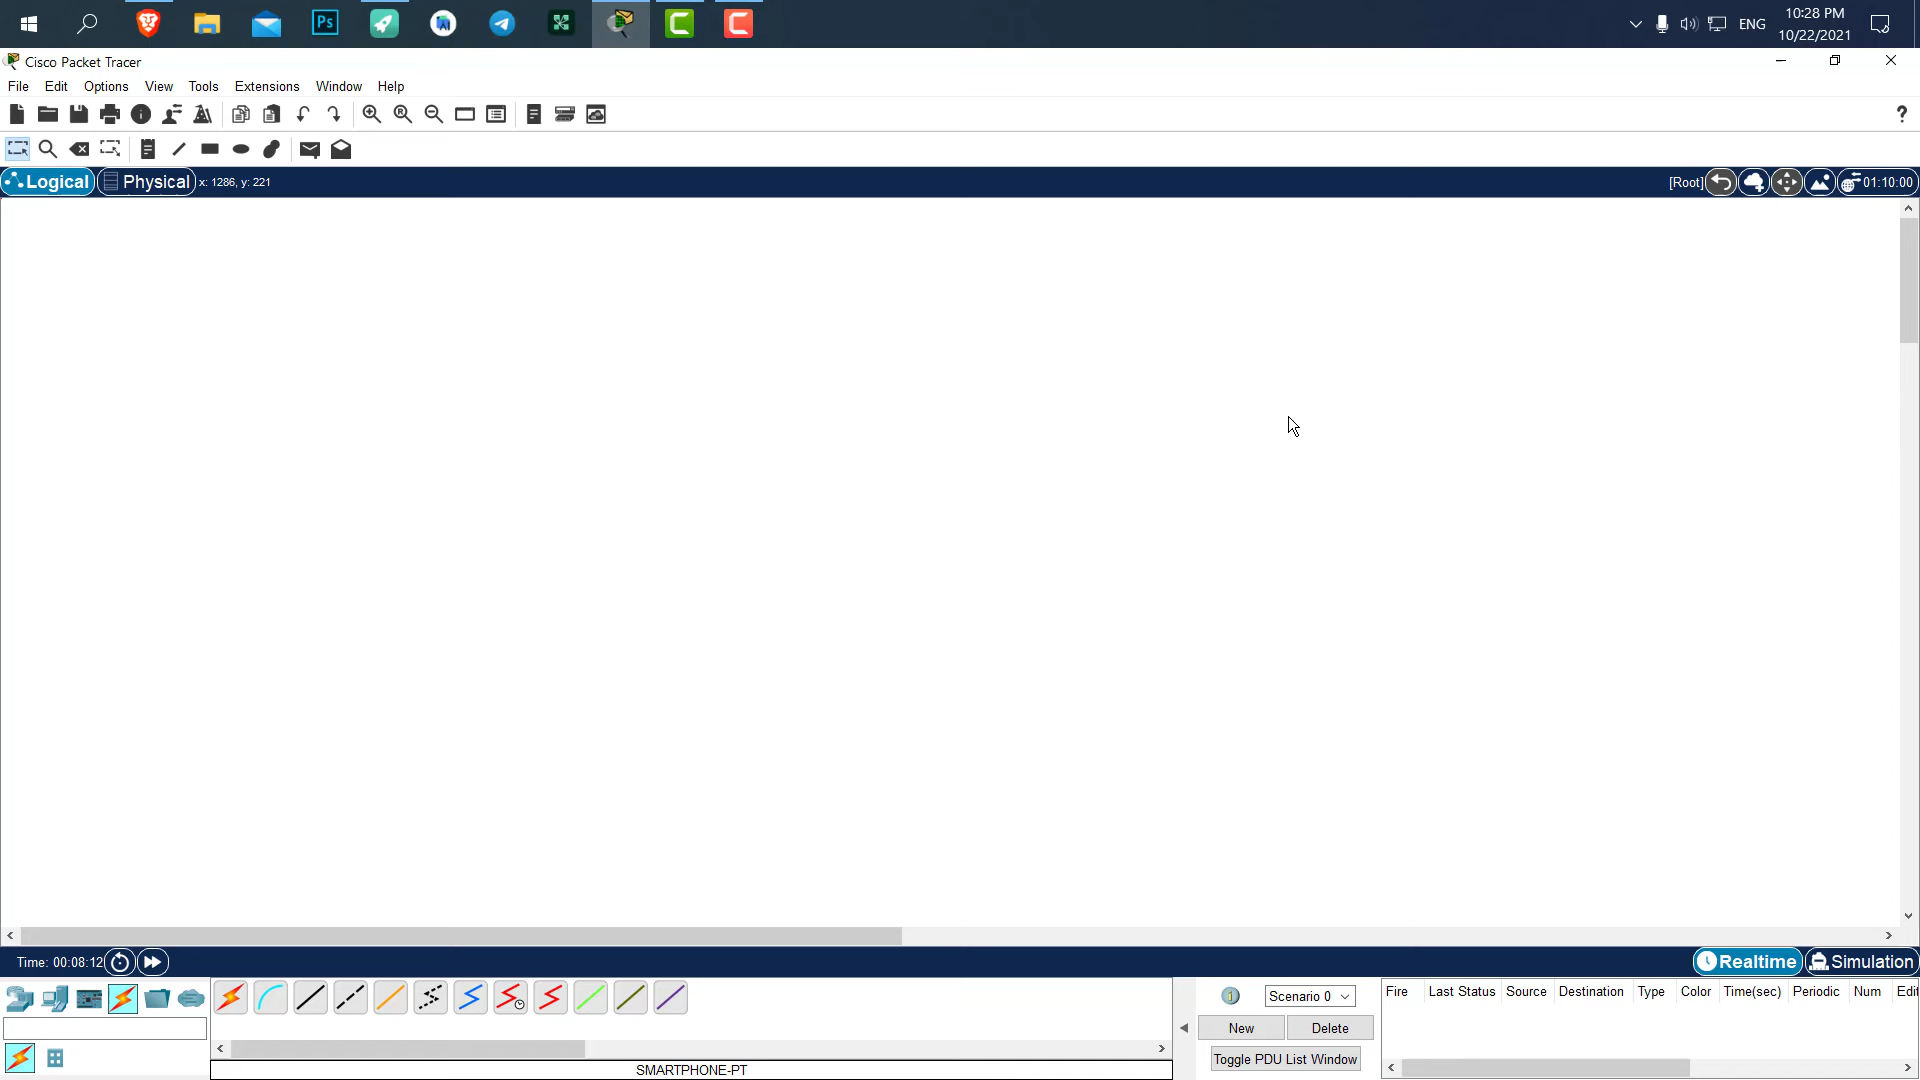 Ps
ENG
10:28 PM
10/22/2021
Cisco Packet Tracer
File Edit Options View Tools Extensions Window Help
?
Logical Physical x: 1286, y: 221 [Root] 01:10:00
Time: 00:08:12 Realtime Simulation
Scenario 0
New Delete
Toggle PDU List Window
Fire Last Status Source Destination Type Color Time(sec) Periodic Num Edit
SMARTPHONE-PT